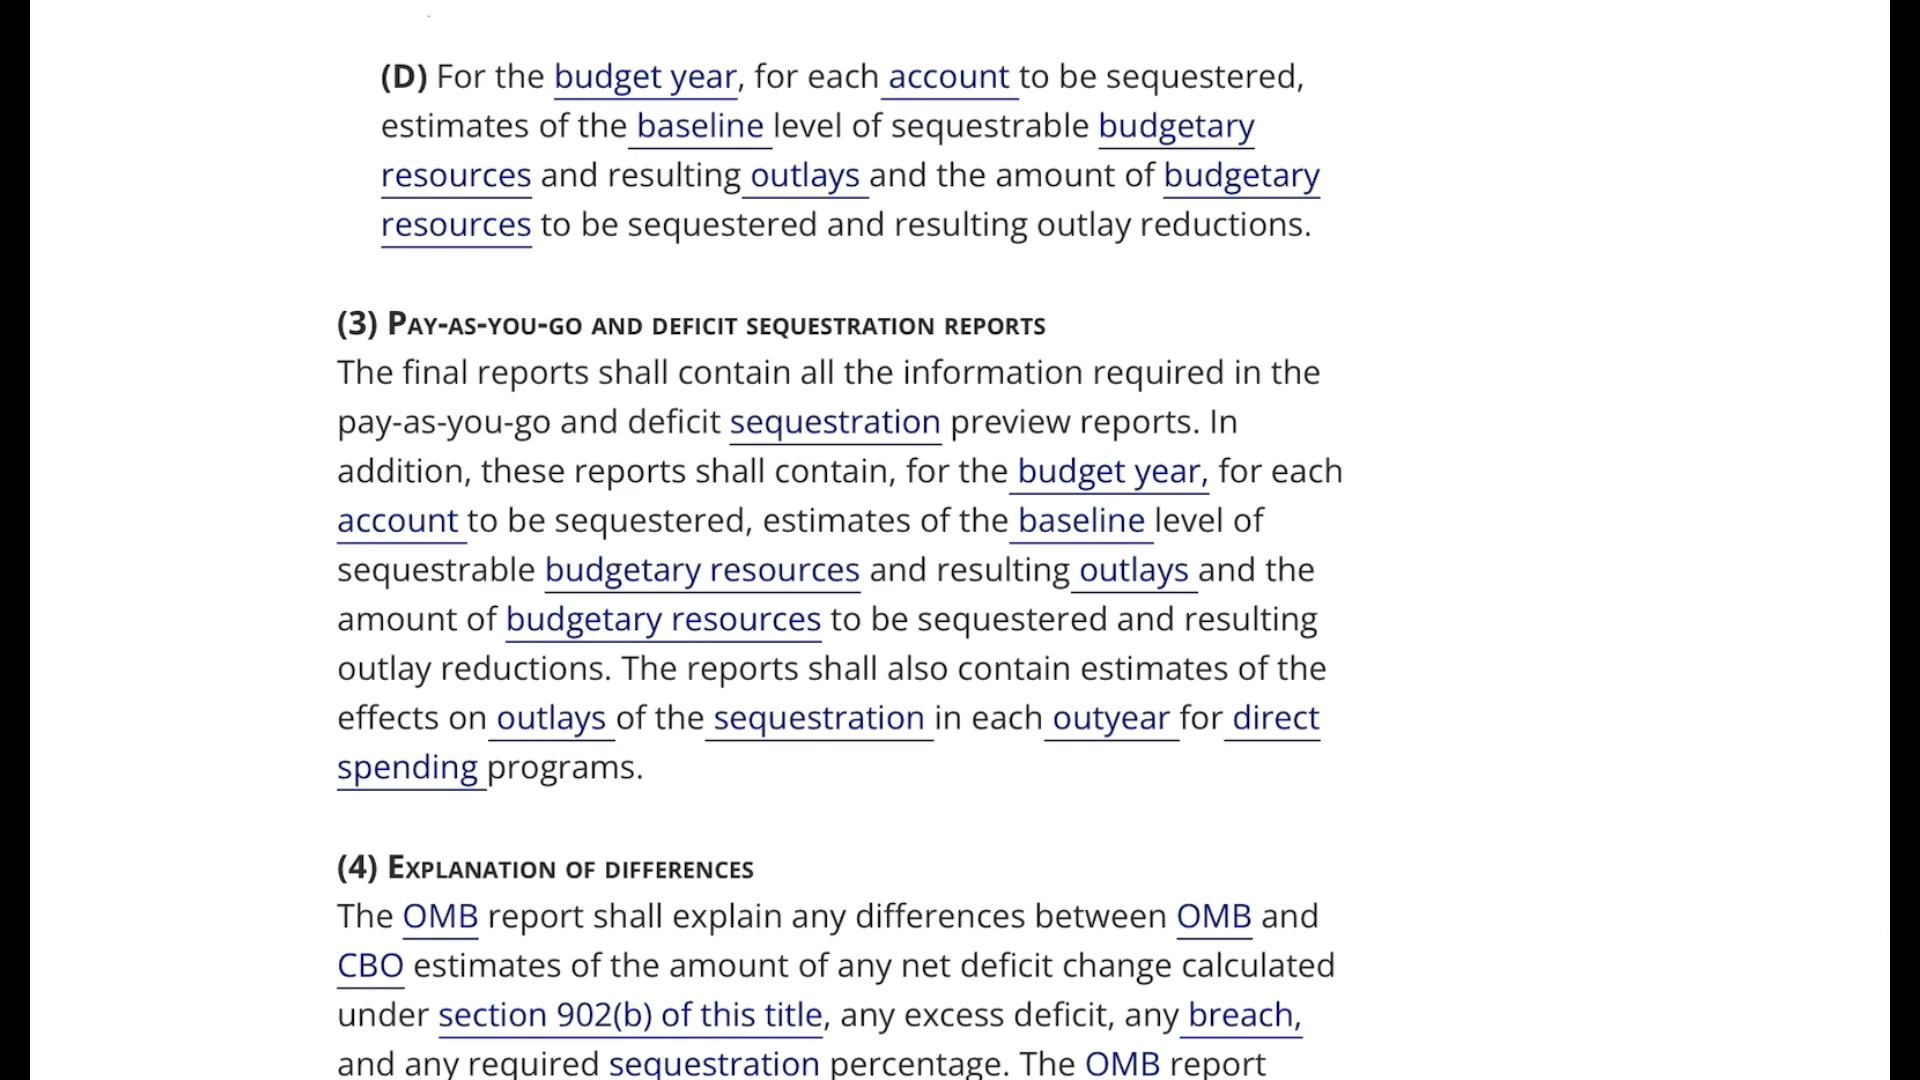 (D) For the budget year, for each account to be sequestered,
estimates of the baseline level of sequestrable budgetary
resources and resulting outlays and the amount of budgetary
resources to be sequestered and resulting outlay reductions.
(3) Pay-as-you-go and deficit sequestration reports
The final reports shall contain all the information required in the
pay-as-you-go and deficit sequestration preview reports. In
addition, these reports shall contain, for the budget year, for each
account to be sequestered, estimates of the baseline level of
sequestrable budgetary resources and resulting outlays and the
amount of budgetary resources to be sequestered and resulting
outlay reductions. The reports shall also contain estimates of the
effects on outlays of the sequestration in each outyear for direct
spending programs.
(4) Explanation of differences
The OMB report shall explain any differences between OMB and
CBO estimates of the amount of any net deficit change calculated
under section 902(b) of this title, any excess deficit, any breach,
and any required sequestration percentage. The OMB report